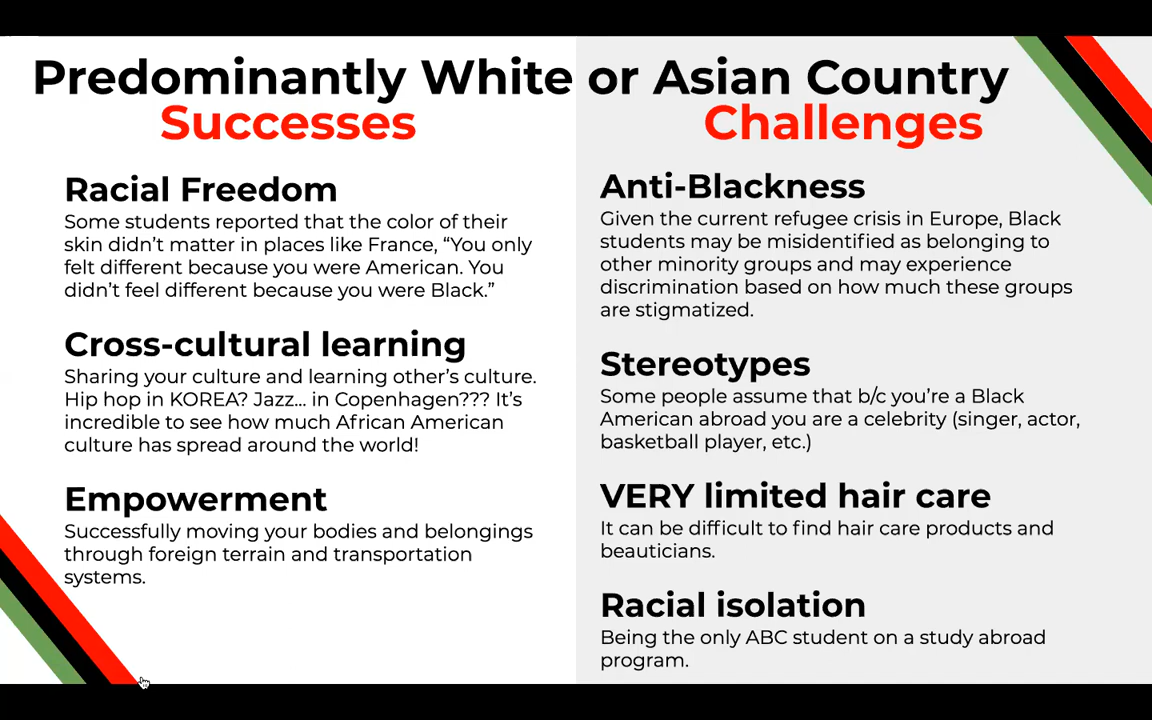 Predominantly White or Asian Country
Successes
Racial Freedom
Some students reported that the color of their
skin didn’t matter in places like France, “You only
felt different because you were American. You
didn’t feel different because you were Black.”
Cross-cultural learning
Sharing your culture and learning other’s culture.
Hip hop in KOREA? Jazz... in Copenhagen??? It’s
incredible to see how much African American
culture has spread around the world!
Empowerment
Successfully moving your bodies and belongings
through foreign terrain and transportation
systems.
Challenges
Anti-Blackness
Given the current refugee crisis in Europe, Black
students may be misidentified as belonging to
other minority groups and may experience
discrimination based on how much these groups
are stigmatized.
Stereotypes
Some people assume that b/c you’re a Black
American abroad you are a celebrity (singer, actor,
basketball player, etc.)
VERY limited hair care
It can be difficult to find hair care products and
beauticians.
Racial isolation
Being the only ABC student on a study abroad
program.